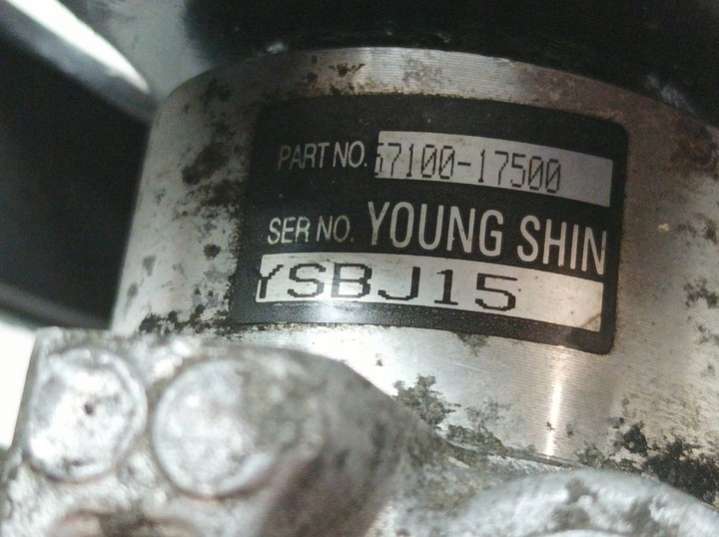 PART NO. 57100-17500
SER NO. YOUNG SHIN
YSBJ15